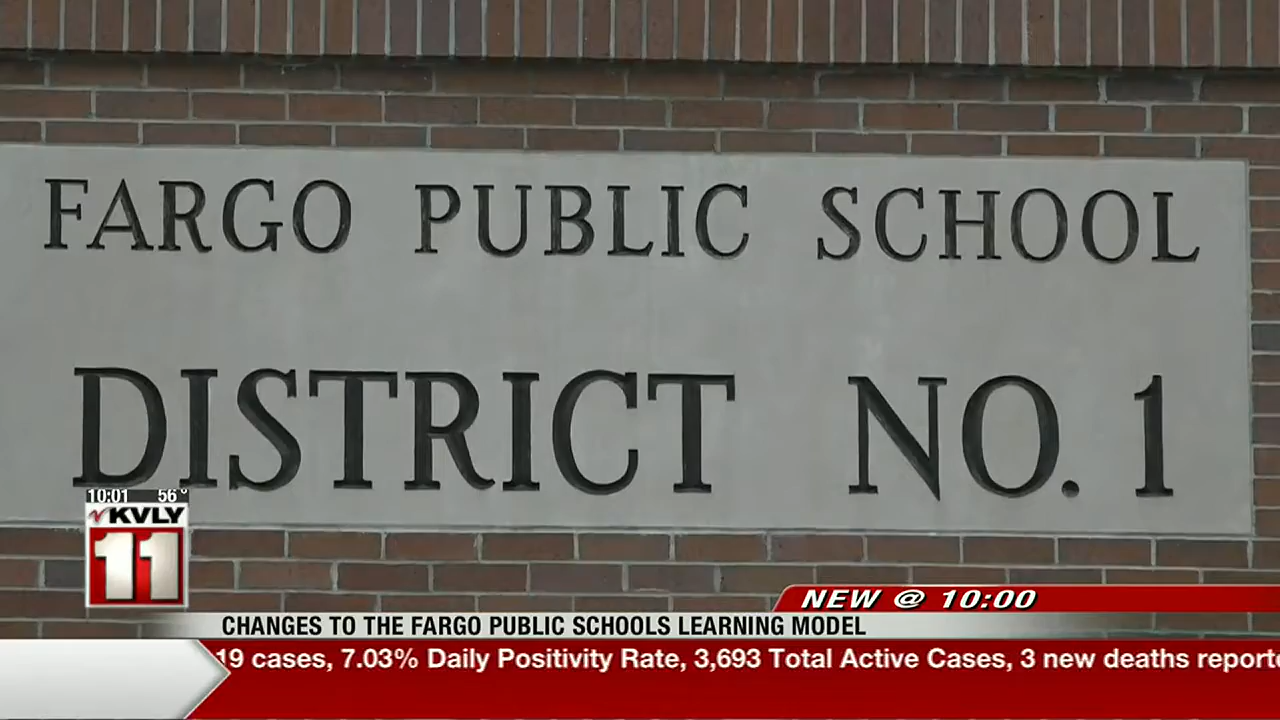 FARGO PUBLIC SCHOOL
DISTRICT NO. 1
10:01 56°
KVLY
11
NEW @ 10:00
CHANGES TO THE FARGO PUBLIC SCHOOLS LEARNING MODEL
19 cases, 7.03% Daily Positivity Rate, 3,693 Total Active Cases, 3 new deaths